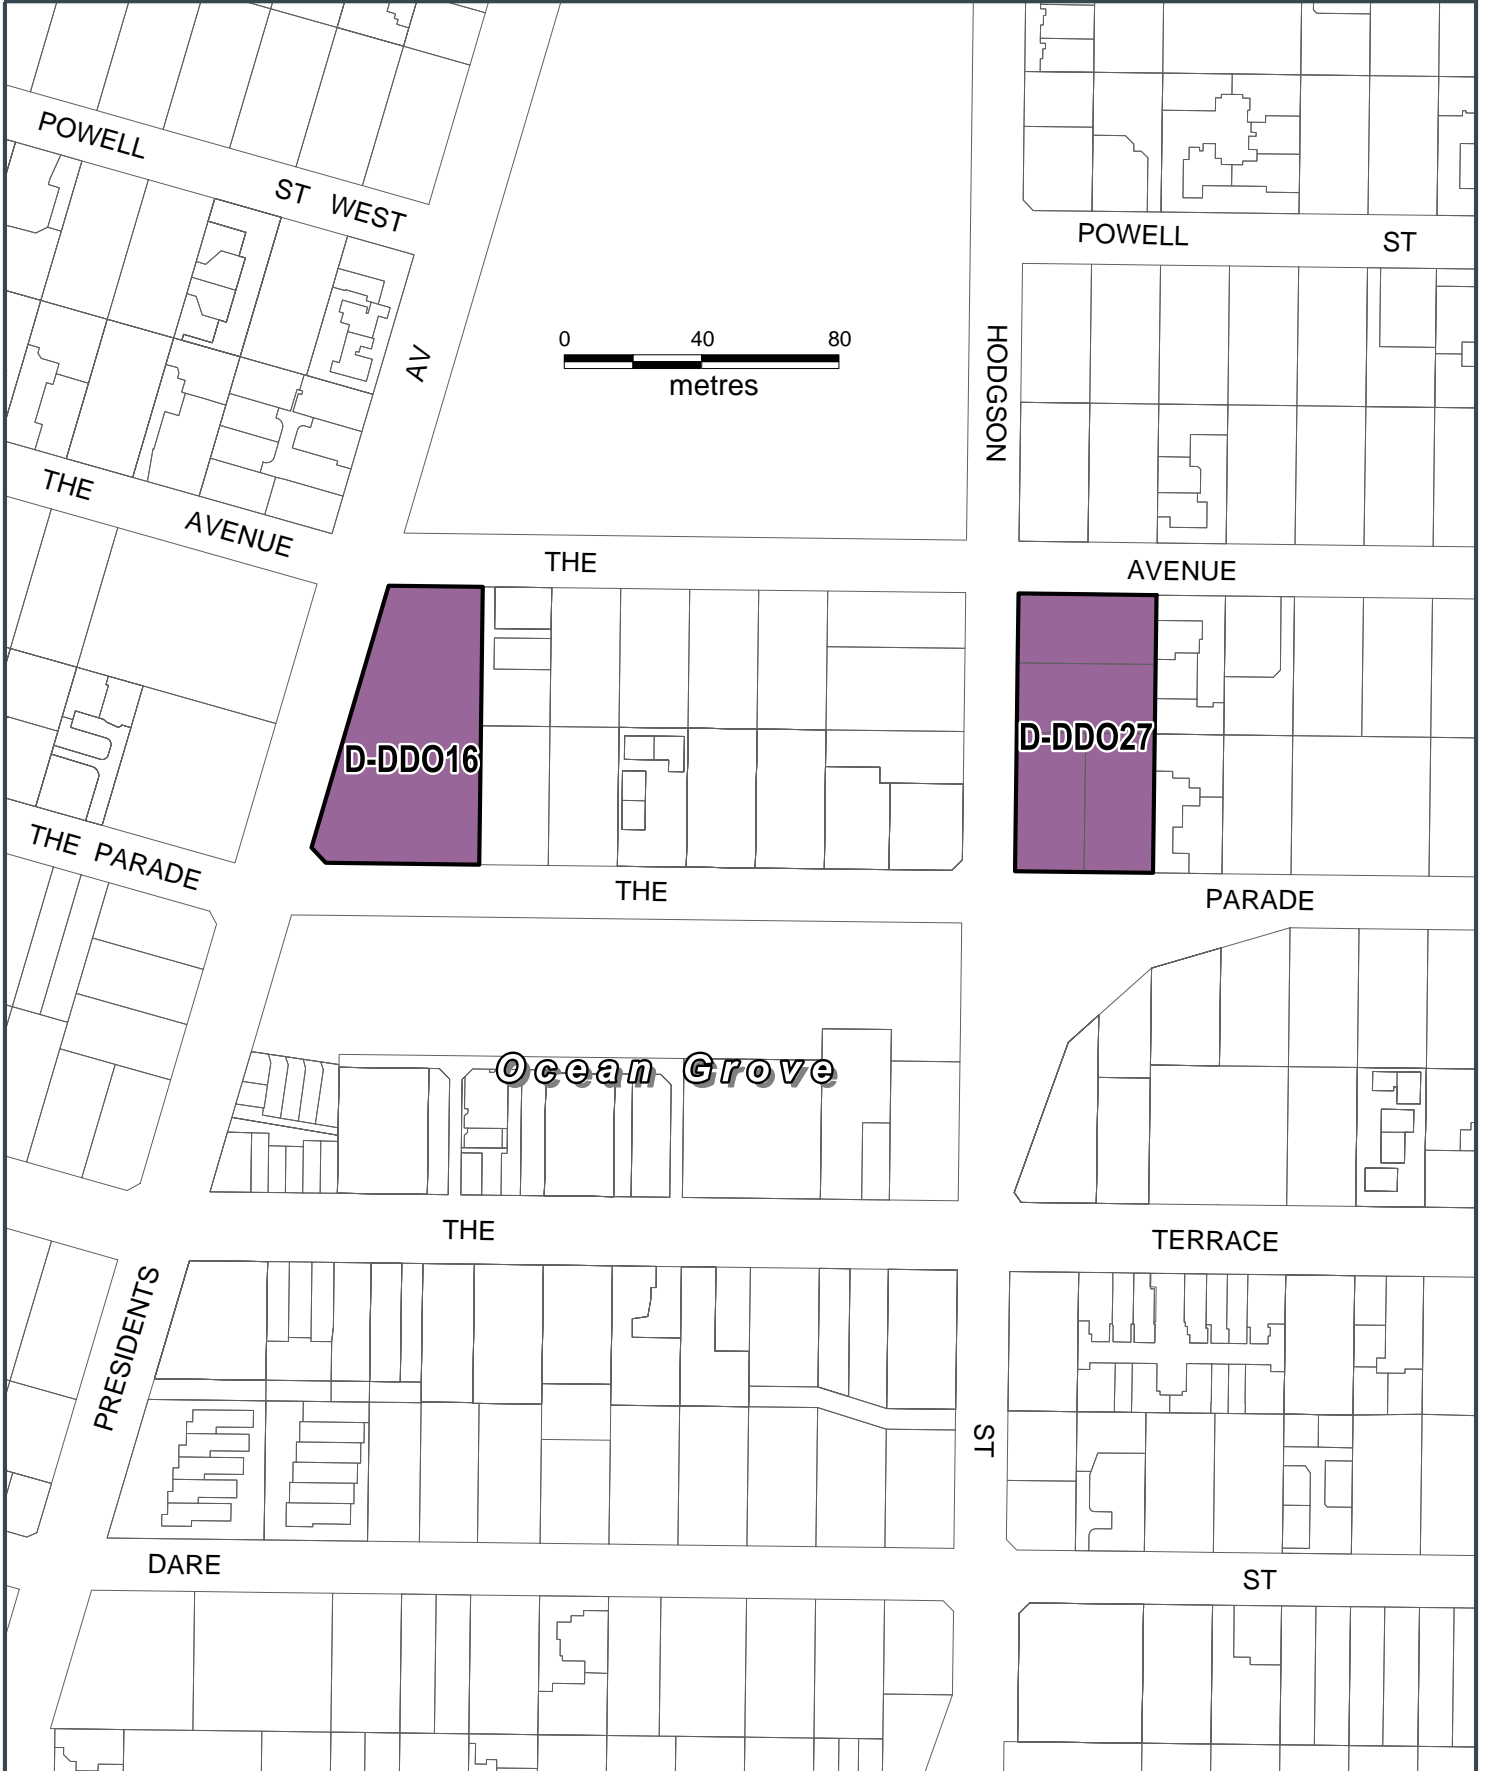 POWELL
ST WEST
POWELL
ST
0 40 80
metres
HODGSON
AV
THE
AVENUE
THE
AVENUE
D-DDO16
D-DDO27
THE PARADE
THE
PARADE
Ocean Grove
THE
TERRACE
PRESIDENTS
ST
DARE
ST